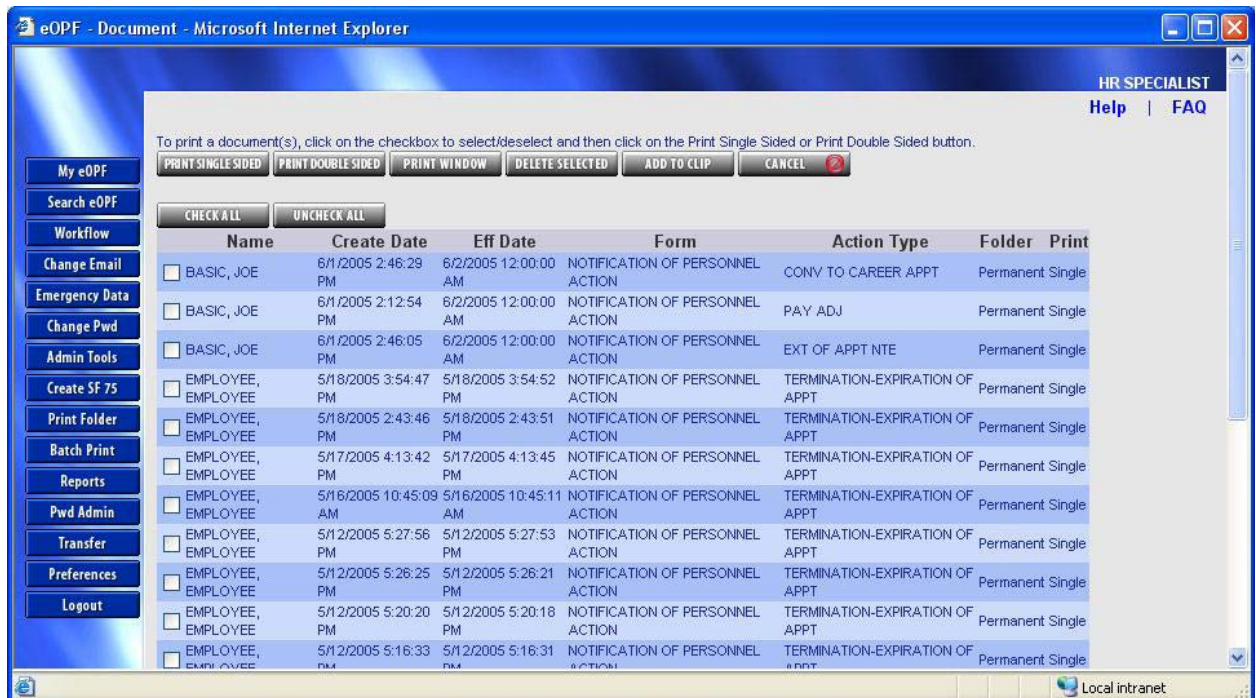 eOPF - Document - Microsoft Internet Explorer
HR SPECIALIST
Help | FAQ
To print a document(s), click on the checkbox to select/deselect and then click on the Print Single Sided or Print Double Sided button.
PRINT SINGLE SIDED PRINT DOUBLE SIDED PRINT WINDOW DELETE SELECTED ADD TO CLIP CANCEL
CHECK ALL UNCHECK ALL
My eOPF
Search eOPF
Workflow
Change Email
Emergency Data
Change Pwd
Admin Tools
Create SF 75
Print Folder
Batch Print
Reports
Pwd Admin
Transfer
Preferences
Logout
Name Create Date Eff Date Form Action Type Folder Print
BASIC, JOE 6/1/2005 2:46:29 PM 6/2/2005 12:00:00 AM NOTIFICATION OF PERSONNEL ACTION CONV TO CAREER APPT Permanent Single
BASIC, JOE 6/1/2005 2:12:54 PM 6/2/2005 12:00:00 AM NOTIFICATION OF PERSONNEL ACTION PAY ADJ Permanent Single
BASIC, JOE 6/1/2005 2:46:05 PM 6/2/2005 12:00:00 AM NOTIFICATION OF PERSONNEL ACTION EXT OF APPT NTE Permanent Single
EMPLOYEE, EMPLOYEE 5/18/2005 3:54:47 PM 5/18/2005 3:54:52 PM NOTIFICATION OF PERSONNEL ACTION TERMINATION-EXPIRATION OF APPT Permanent Single
EMPLOYEE, EMPLOYEE 5/18/2005 2:43:46 PM 5/18/2005 2:43:51 PM NOTIFICATION OF PERSONNEL ACTION TERMINATION-EXPIRATION OF APPT Permanent Single
EMPLOYEE, EMPLOYEE 5/17/2005 4:13:42 PM 5/17/2005 4:13:45 PM NOTIFICATION OF PERSONNEL ACTION TERMINATION-EXPIRATION OF APPT Permanent Single
EMPLOYEE, EMPLOYEE 5/16/2005 10:45:09 AM 5/16/2005 10:45:11 AM NOTIFICATION OF PERSONNEL ACTION TERMINATION-EXPIRATION OF APPT Permanent Single
EMPLOYEE, EMPLOYEE 5/12/2005 5:27:56 PM 5/12/2005 5:27:53 PM NOTIFICATION OF PERSONNEL ACTION TERMINATION-EXPIRATION OF APPT Permanent Single
EMPLOYEE, EMPLOYEE 5/12/2005 5:26:25 PM 5/12/2005 5:26:21 PM NOTIFICATION OF PERSONNEL ACTION TERMINATION-EXPIRATION OF APPT Permanent Single
EMPLOYEE, EMPLOYEE 5/12/2005 5:20:20 PM 5/12/2005 5:20:18 PM NOTIFICATION OF PERSONNEL ACTION TERMINATION-EXPIRATION OF APPT Permanent Single
EMPLOYEE, EMPLOYEE 5/12/2005 5:16:33 PM 5/12/2005 5:16:31 PM NOTIFICATION OF PERSONNEL ACTION TERMINATION-EXPIRATION OF APPT Permanent Single
Local intranet